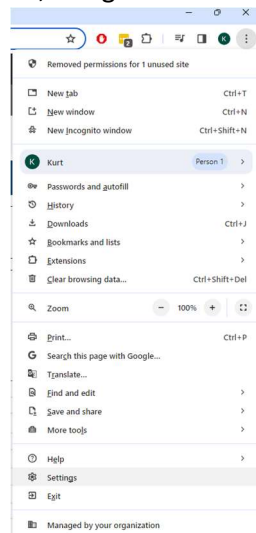 2
K
Removed permissions for 1 unused site
New tab Ctrl+T
New window Ctrl+N
New Incognito window Ctrl+Shift+N
K Kurt Person 1
Passwords and autofill
History
Downloads Ctrl+J
Bookmarks and lists
Extensions
Clear browsing data... Ctrl+Shift+Del
Zoom − 100% +
Print... Ctrl+P
G Search this page with Google...
Translate...
Find and edit
Save and share
More tools
Help
Settings
Exit
Managed by your organization